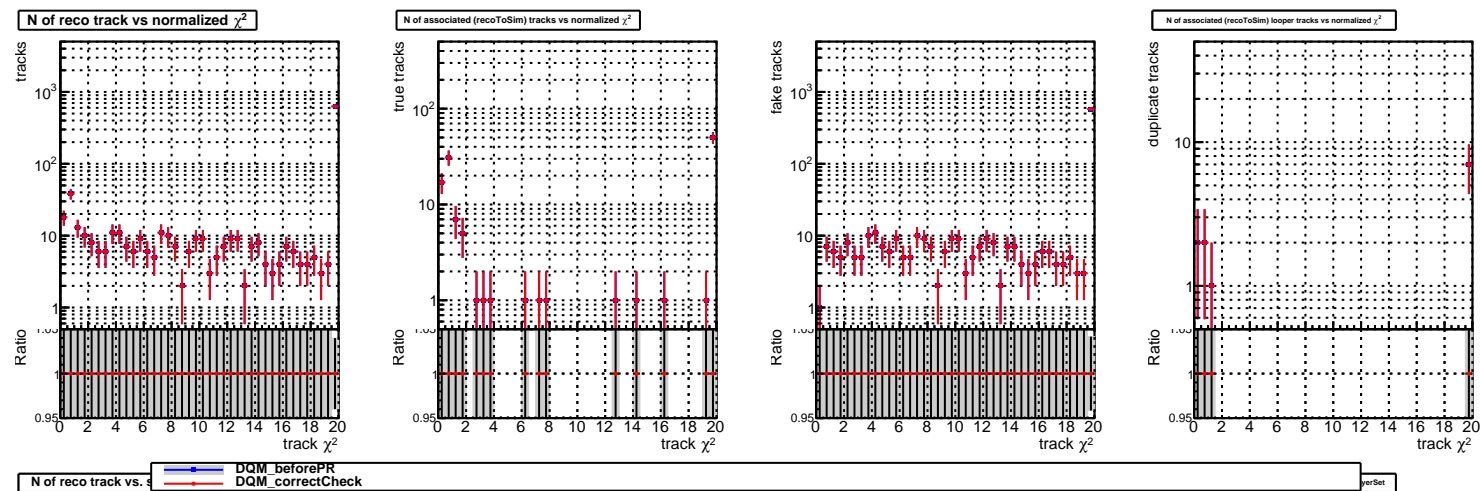 N of reco track vs normalized χ²
N of associated (recoToSim) tracks vs normalized χ²
N of associated (recoToSim) looper tracks vs normalized χ²
tracks
10³
10²
10
1
Ratio
1
0.95
0 2 4 6 8 10 12 14 16 18 20
track χ²
true tracks
10²
10
1
Ratio
1
0.95
0 2 4 6 8 10 12 14 16 18 20
track χ²
fake tracks
10³
10²
10
1
Ratio
1
0.95
0 2 4 6 8 10 12 14 16 18 20
track χ²
duplicate tracks
10
1
Ratio
1
0.95
0 2 4 6 8 10 12 14 16 18 20
track χ²
N of reco track vs. s
DQM_beforePR
DQM_correctCheck
yerSet